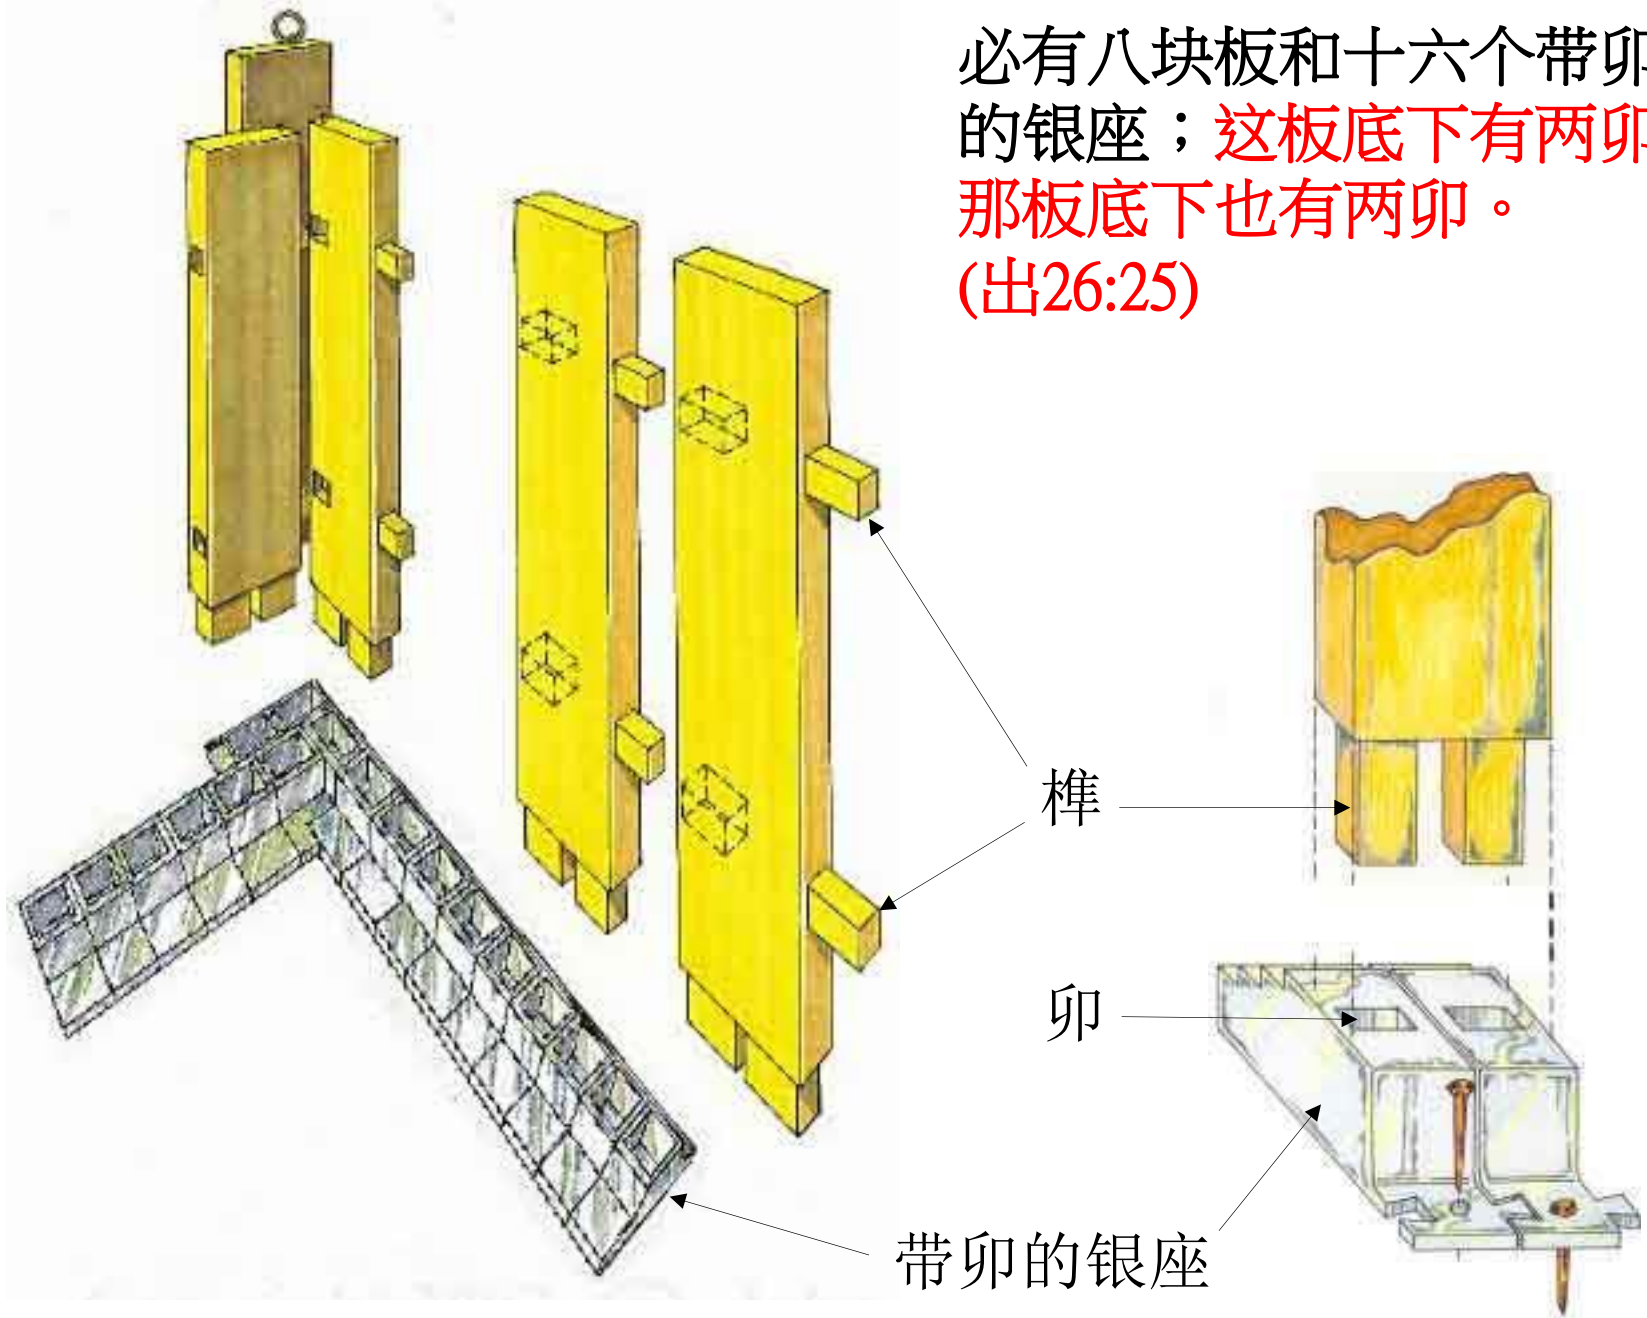 必有八块板和十六个带卯
的银座；这板底下有两卯
那板底下也有两卯。
(出26:25)
榫
卯
带卯的银座